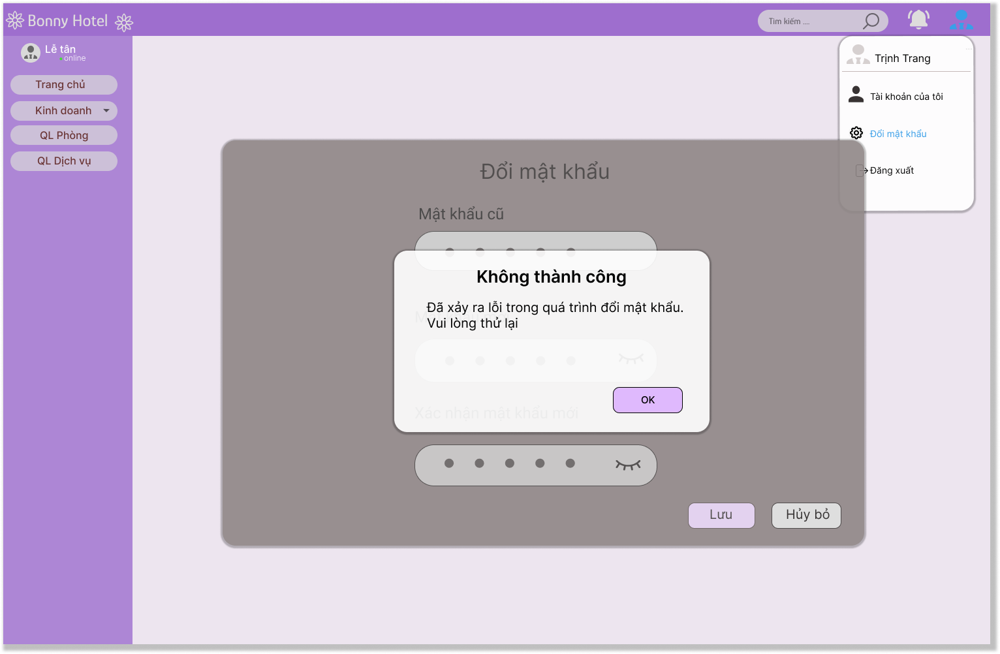 Bonny Hotel
Tìm kiếm ....
Lễ tân
online
Trang chủ
Kinh doanh
QL Phòng
QL Dịch vụ
Trịnh Trang
Tài khoản của tôi
Đổi mật khẩu
Đăng xuất
Đổi mật khẩu
Mật khẩu cũ
Không thành công
Đã xảy ra lỗi trong quá trình đổi mật khẩu.
Vui lòng thử lại
OK
Xác nhận mật khẩu mới
Lưu
Hủy bỏ